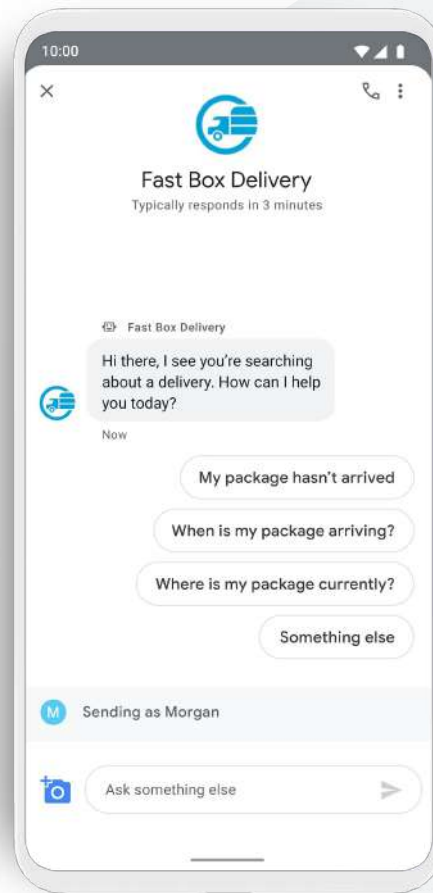 10:00
Fast Box Delivery
Typically responds in 3 minutes
Fast Box Delivery
Hi there, I see you’re searching
about a delivery. How can I help
you today?
Now
My package hasn’t arrived
When is my package arriving?
Where is my package currently?
Something else
M Sending as Morgan
Ask something else